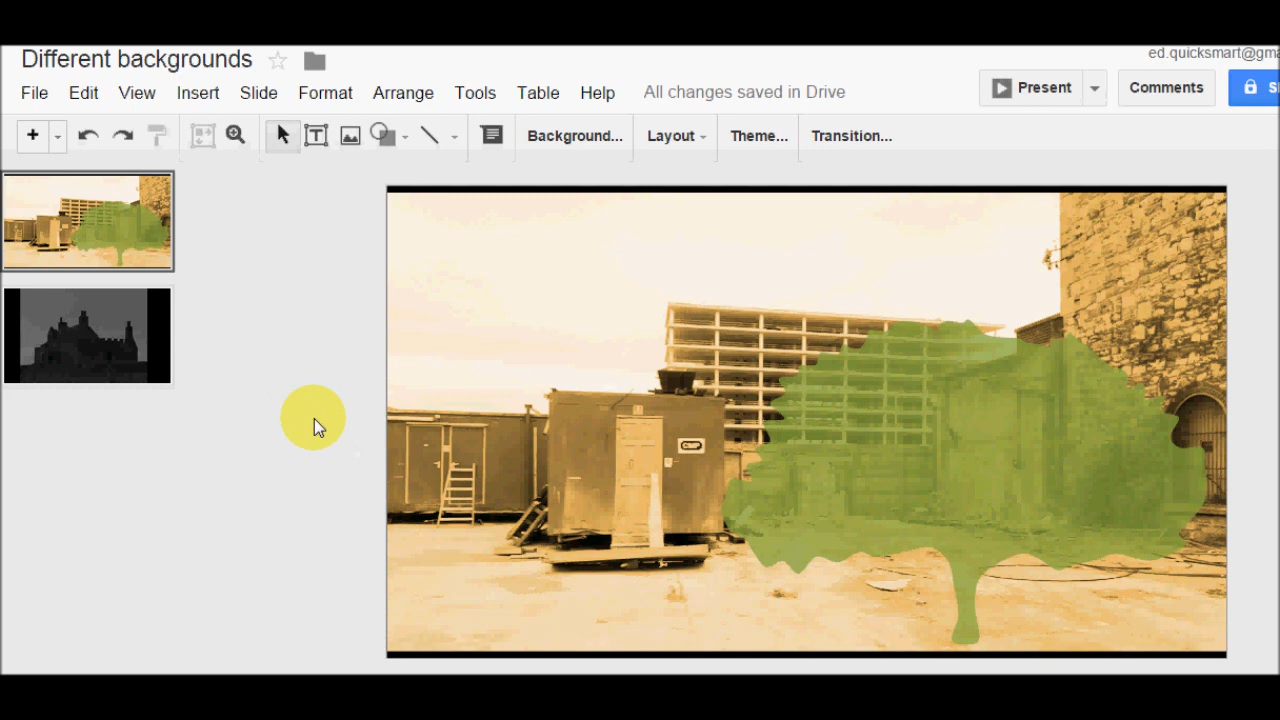 Different backgrounds
ed.quicksmart@gma
File Edit View Insert Slide Format Arrange Tools Table Help All changes saved in Drive
Present Comments S
Background... Layout Theme... Transition...
CMP